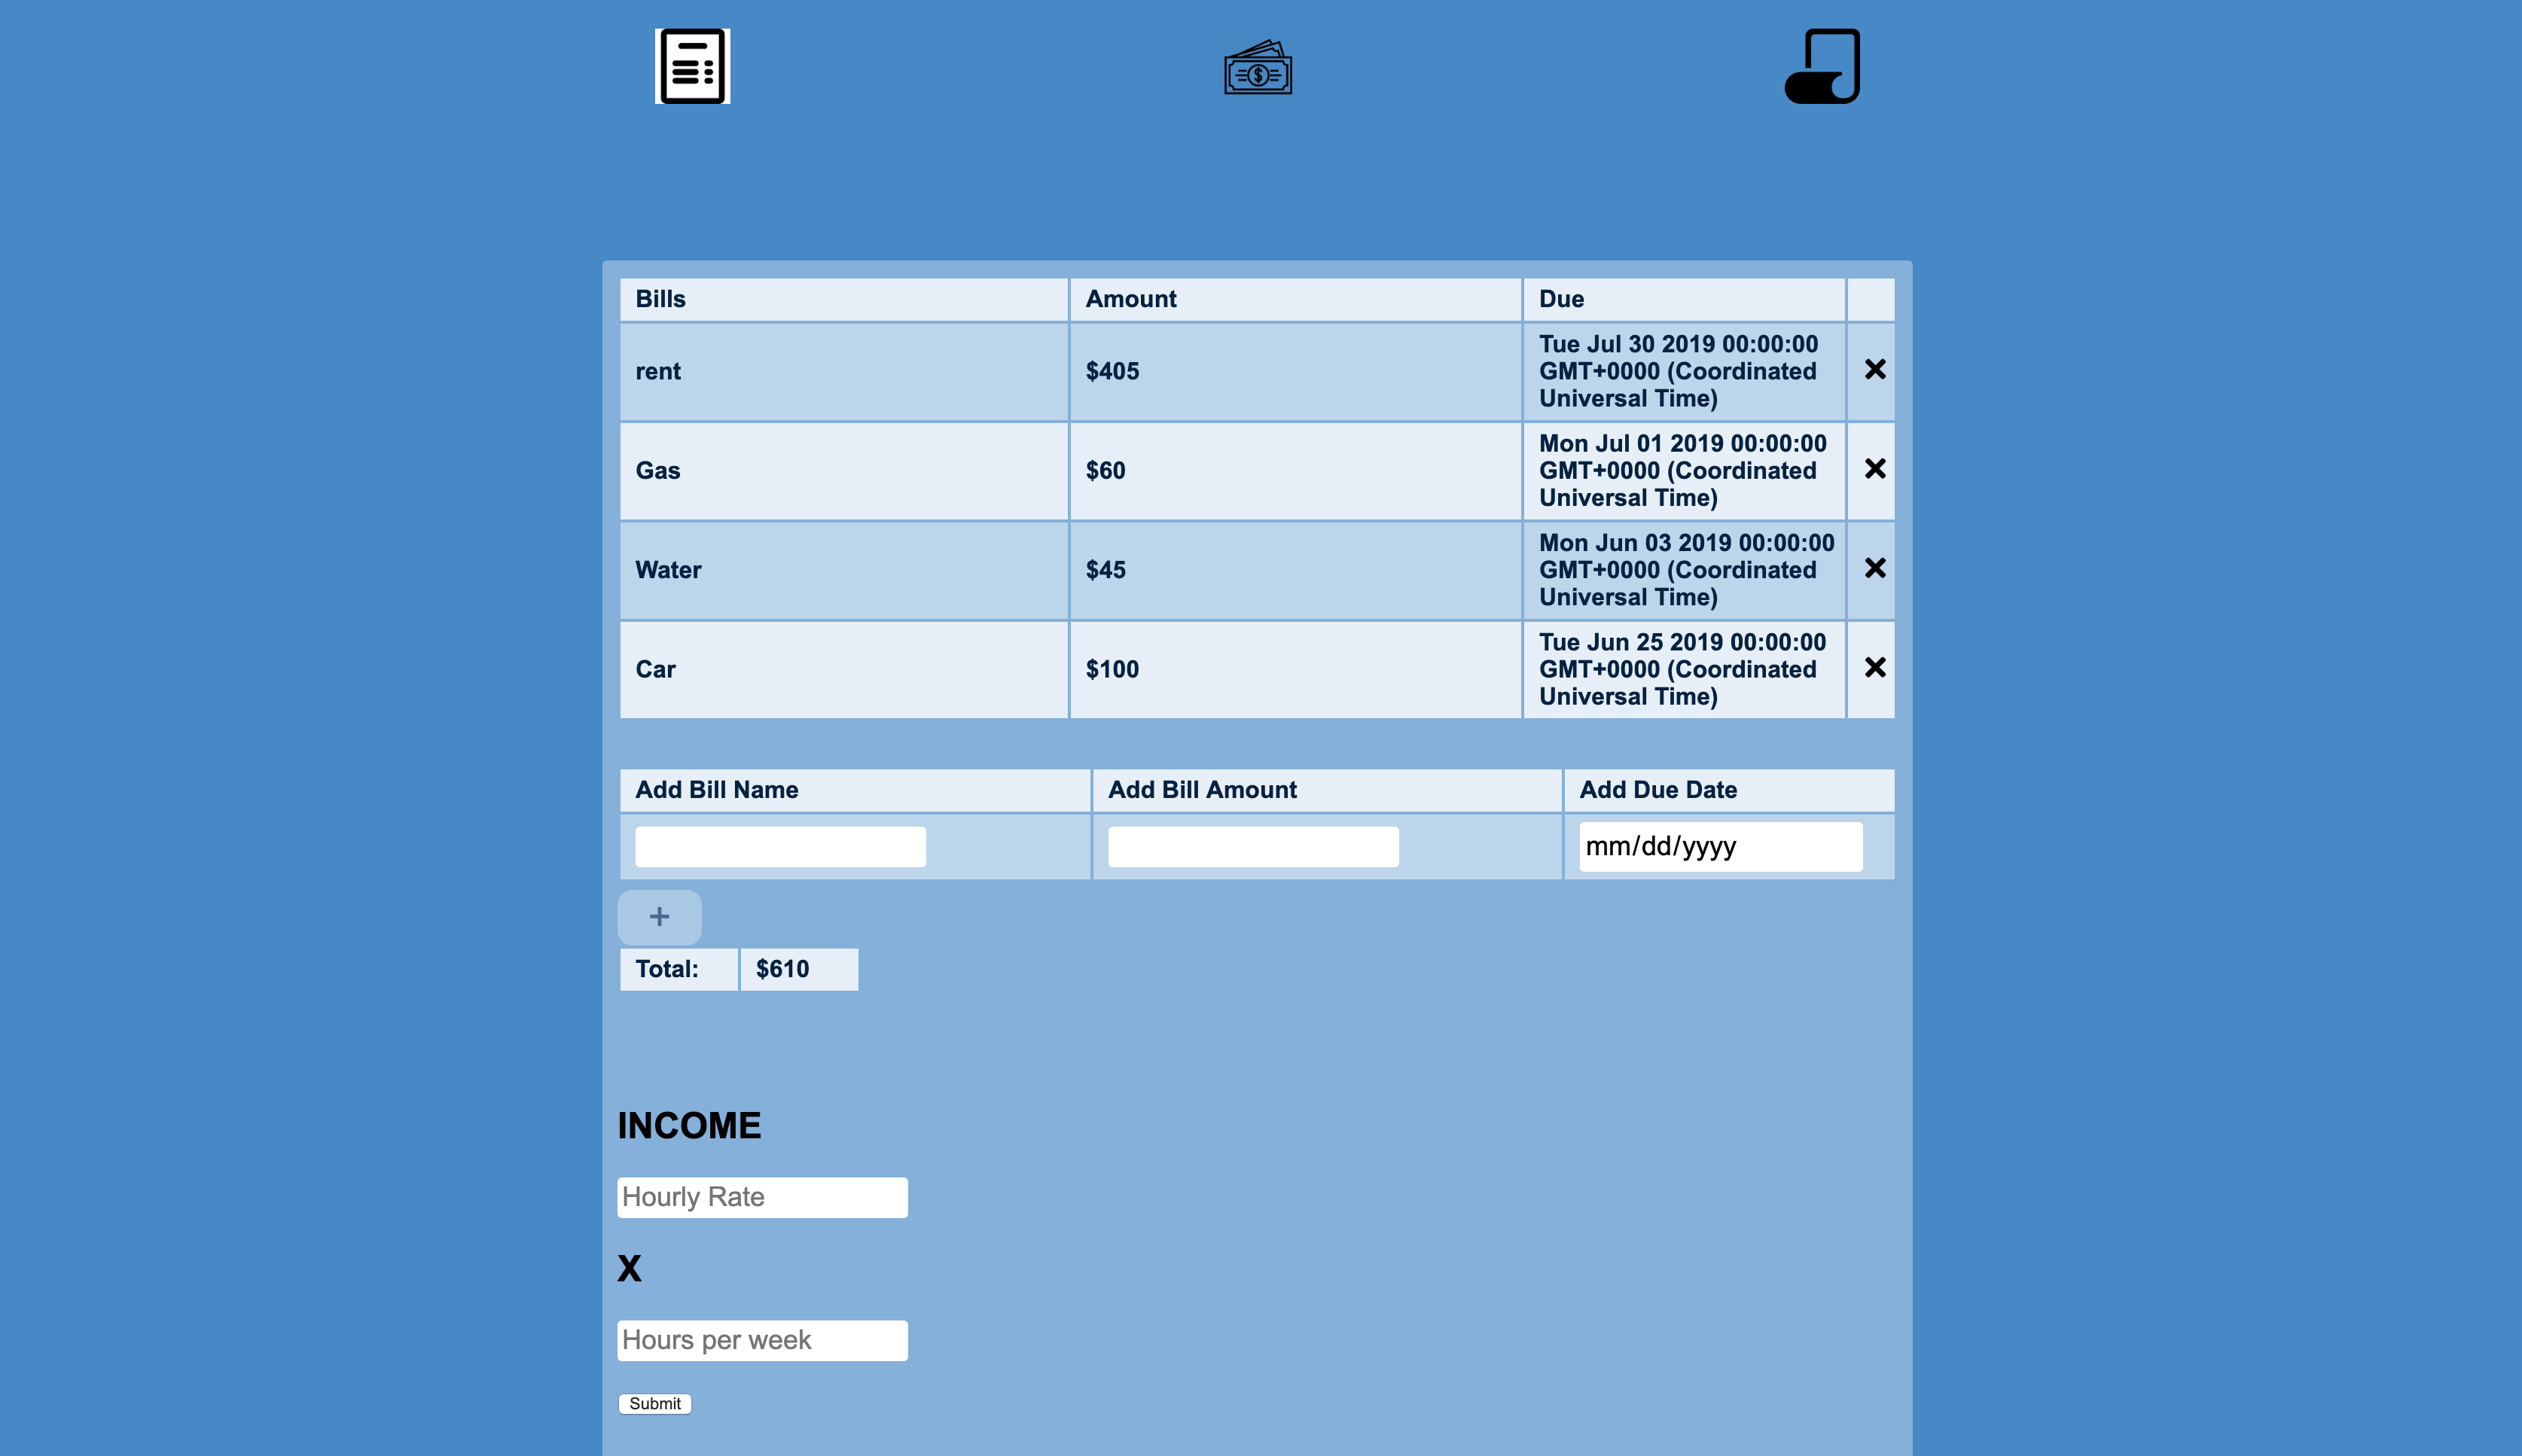 Bills Amount Due
rent $405 Tue Jul 30 2019 00:00:00
GMT+0000 (Coordinated
Universal Time)
Gas $60 Mon Jul 01 2019 00:00:00
GMT+0000 (Coordinated
Universal Time)
Water $45 Mon Jun 03 2019 00:00:00
GMT+0000 (Coordinated
Universal Time)
Car $100 Tue Jun 25 2019 00:00:00
GMT+0000 (Coordinated
Universal Time)
Add Bill Name Add Bill Amount Add Due Date
mm/dd/yyyy
+
Total: $610
INCOME
Hourly Rate
X
Hours per week
Submit